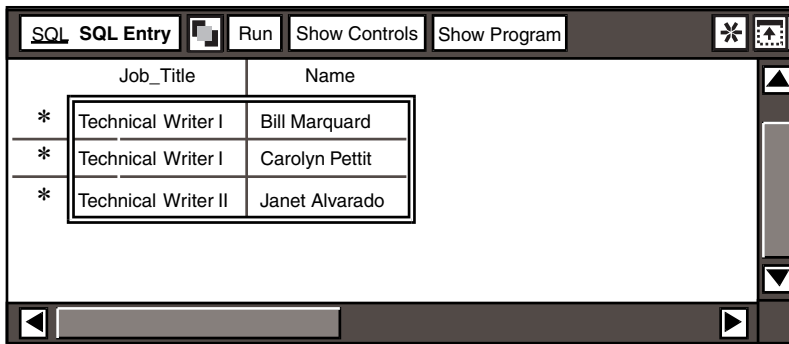 SQL SQL Entry Run Show Controls Show Program
Job_Title Name
* Technical Writer I Bill Marquard
* Technical Writer I Carolyn Pettit
* Technical Writer II Janet Alvarado